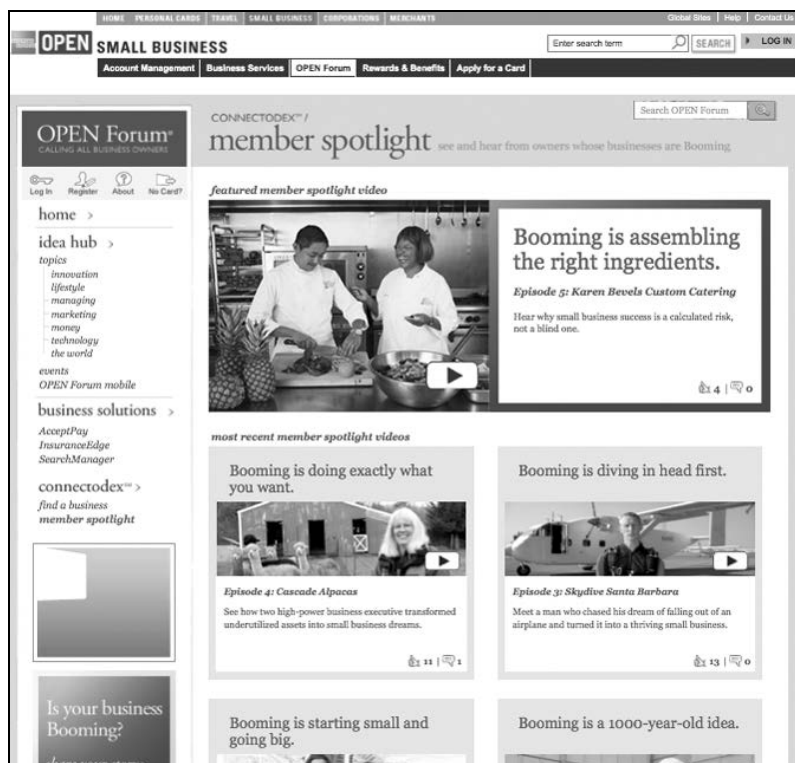 HOME PERSONAL CARDS TRAVEL SMALL BUSINESS CORPORATIONS MERCHANTS
Global Sites | Help | Contact Us
OPEN SMALL BUSINESS
Enter search term
SEARCH
LOG IN
Account Management Business Services OPEN Forum Rewards & Benefits Apply for a Card
OPEN Forum®
CALLING ALL BUSINESS OWNERS
Log In Register About No Card?
home >
idea hub >
topics
innovation
lifestyle
managing
marketing
money
technology
the world
events
OPEN Forum mobile
business solutions >
AcceptPay
InsuranceEdge
SearchManager
connectodex℠ >
find a business
member spotlight
Is your business
Booming?
CONNECTODEX℠ /
Search OPEN Forum
member spotlight see and hear from owners whose businesses are Booming
featured member spotlight video
Booming is assembling
the right ingredients.
Episode 5: Karen Bevels Custom Catering
Hear why small business success is a calculated risk,
not a blind one.
4 | 0
most recent member spotlight videos
Booming is doing exactly what
you want.
Episode 4: Cascade Alpacas
See how two high-power business executive transformed
underutilized assets into small business dreams.
11 | 1
Booming is diving in head first.
Episode 3: Skydive Santa Barbara
Meet a man who chased his dream of falling out of an
airplane and turned it into a thriving small business.
13 | 0
Booming is starting small and
going big.
Booming is a 1000-year-old idea.